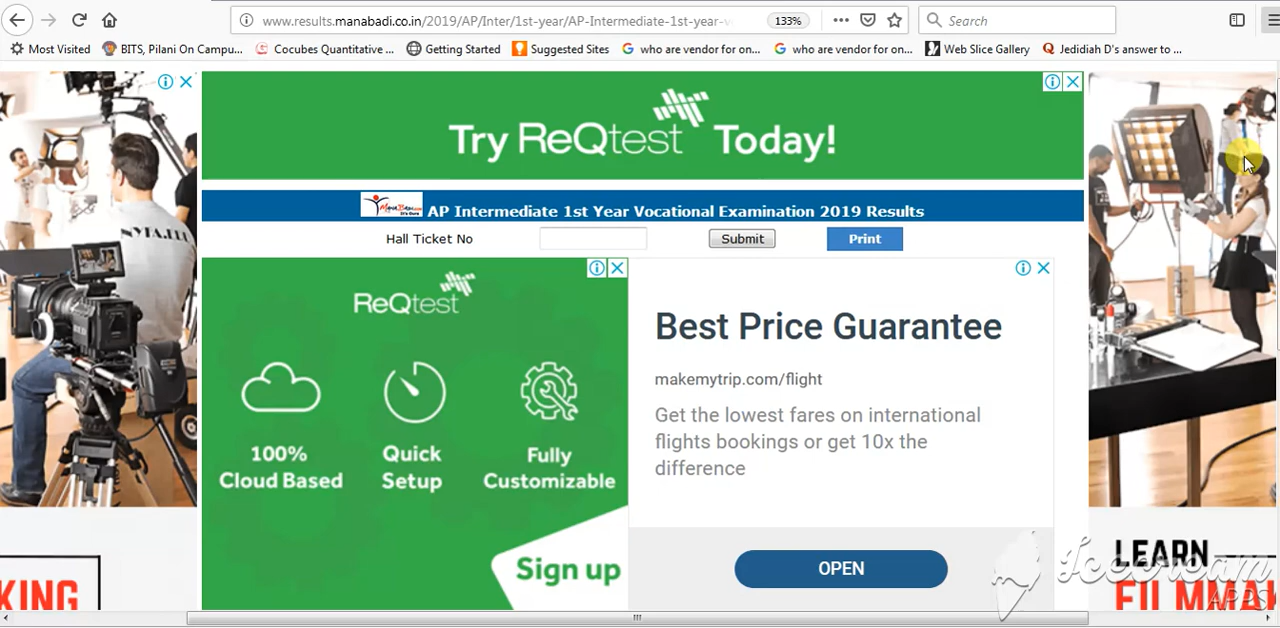 www.results.manabadi.co.in/2019/AP/Inter/1st-year/AP-Intermediate-1st-year-
133%
Search
Most Visited
BITS, Pilani On Campu...
Cocubes Quantitative ...
Getting Started
Suggested Sites
who are vendor for on...
who are vendor for on...
Web Slice Gallery
Jedidiah D's answer to ...
Try ReQtest Today!
AP Intermediate 1st Year Vocational Examination 2019 Results
Hall Ticket No
Submit
Print
ReQtest
100%
Cloud Based
Quick
Setup
Fully
Customizable
Sign up
Best Price Guarantee
makemytrip.com/flight
Get the lowest fares on international
flights bookings or get 10x the
difference
OPEN
KING
LEARN
FILMMA
Icecream
APPS